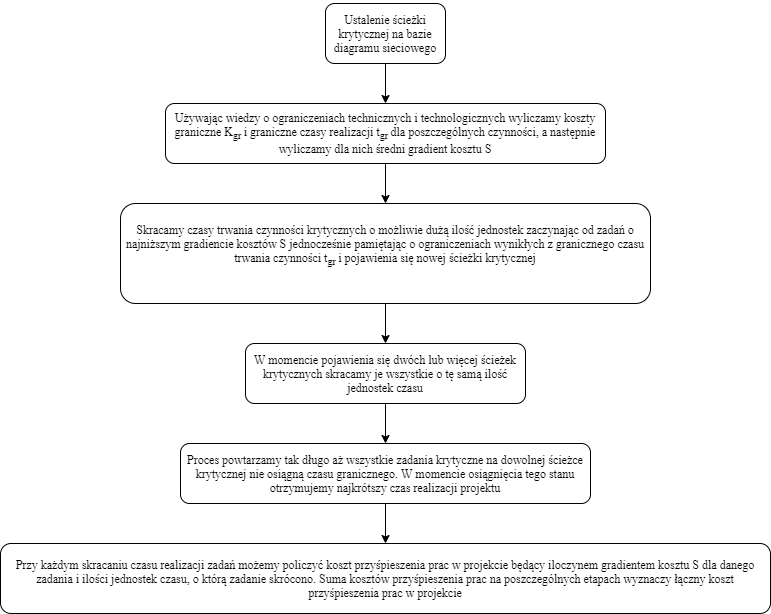 Ustalenie ścieżki
krytycznej na bazie
diagramu sieciowego
Używając wiedzy o ograniczeniach technicznych i technologicznych wyliczamy koszty
graniczne Kgr i graniczne czasy realizacji tgr dla poszczególnych czynności, a następnie
wyliczamy dla nich średni gradient kosztu S
Skracamy czasy trwania czynności krytycznych o możliwie dużą ilość jednostek zaczynając od zadań o
najniższym gradiencie kosztów S jednocześnie pamiętając o ograniczeniach wynikłych z granicznego czasu
trwania czynności tgr i pojawienia się nowej ścieżki krytycznej
W momencie pojawienia się dwóch lub więcej ścieżek
krytycznych skracamy je wszystkie o tę samą ilość
jednostek czasu
Proces powtarzamy tak długo aż wszystkie zadania krytyczne na dowolnej ścieżce
krytycznej nie osiągną czasu granicznego. W momencie osiągnięcia tego stanu
otrzymujemy najkrótszy czas realizacji projektu
Przy każdym skracaniu czasu realizacji zadań możemy policzyć koszt przyśpieszenia prac w projekcie będący iloczynem gradientem kosztu S dla danego
zadania i ilości jednostek czasu, o którą zadanie skrócono. Suma kosztów przyśpieszenia prac na poszczególnych etapach wyznaczy łączny koszt
przyśpieszenia prac w projekcie